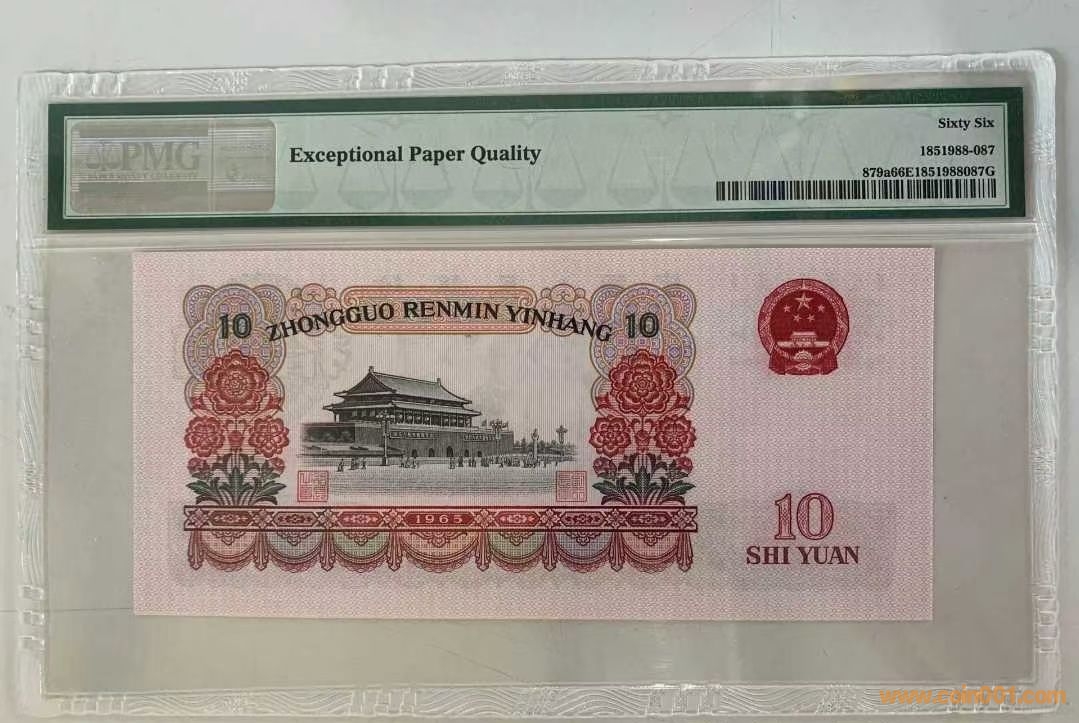 PMG
Exceptional Paper Quality
Sixty Six
1851988-087
879a66E1851988087G
10 ZHONGGUO RENMIN YINHANG 10
1965
10
SHI YUAN
www.coin001.com